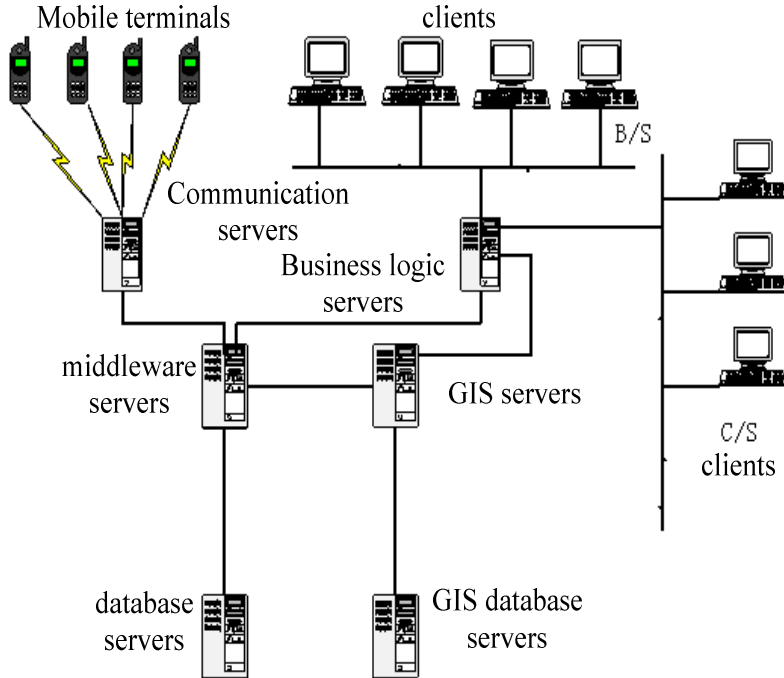 Mobile terminals
clients
B/S
Communication
servers
Business logic
servers
middleware
servers
GIS servers
C/S
clients
database
servers
GIS database
servers